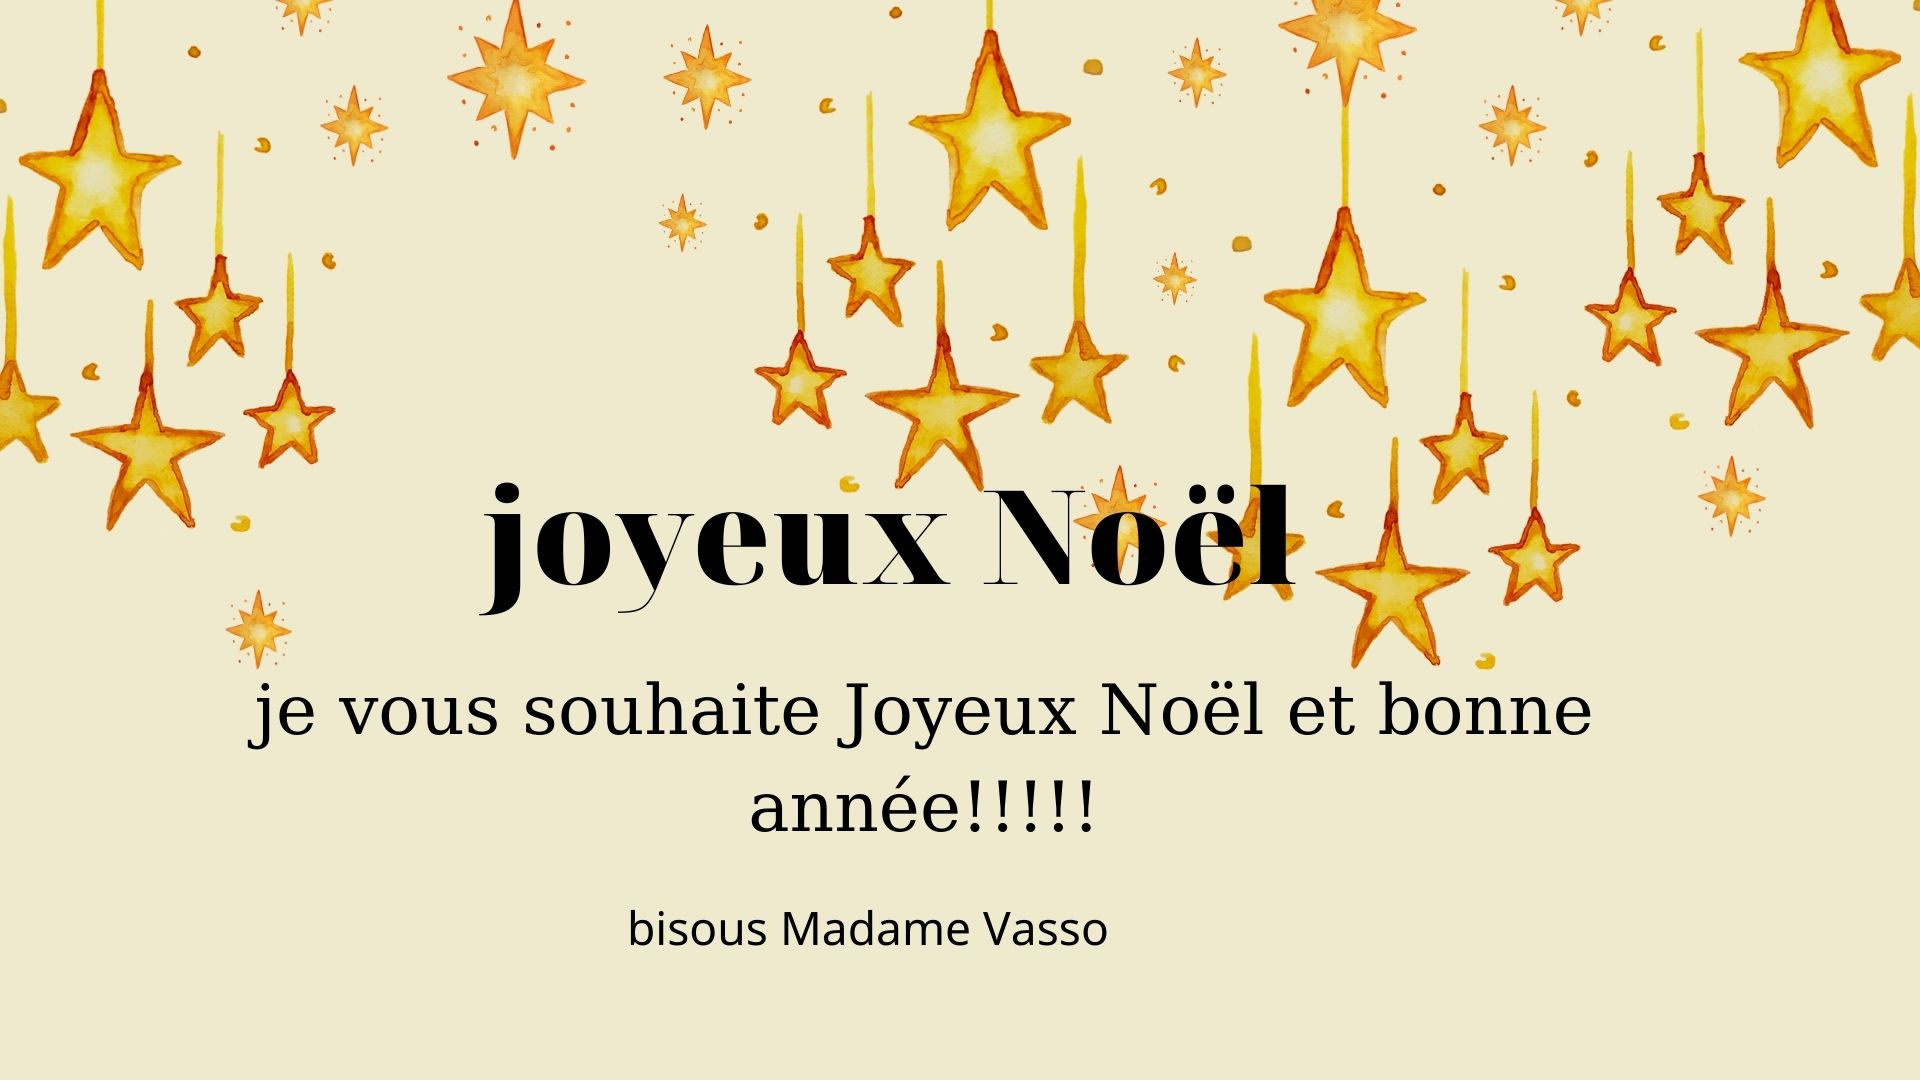 joyeux Noël
je vous souhaite Joyeux Noël et bonne
année!!!!!
bisous Madame Vasso